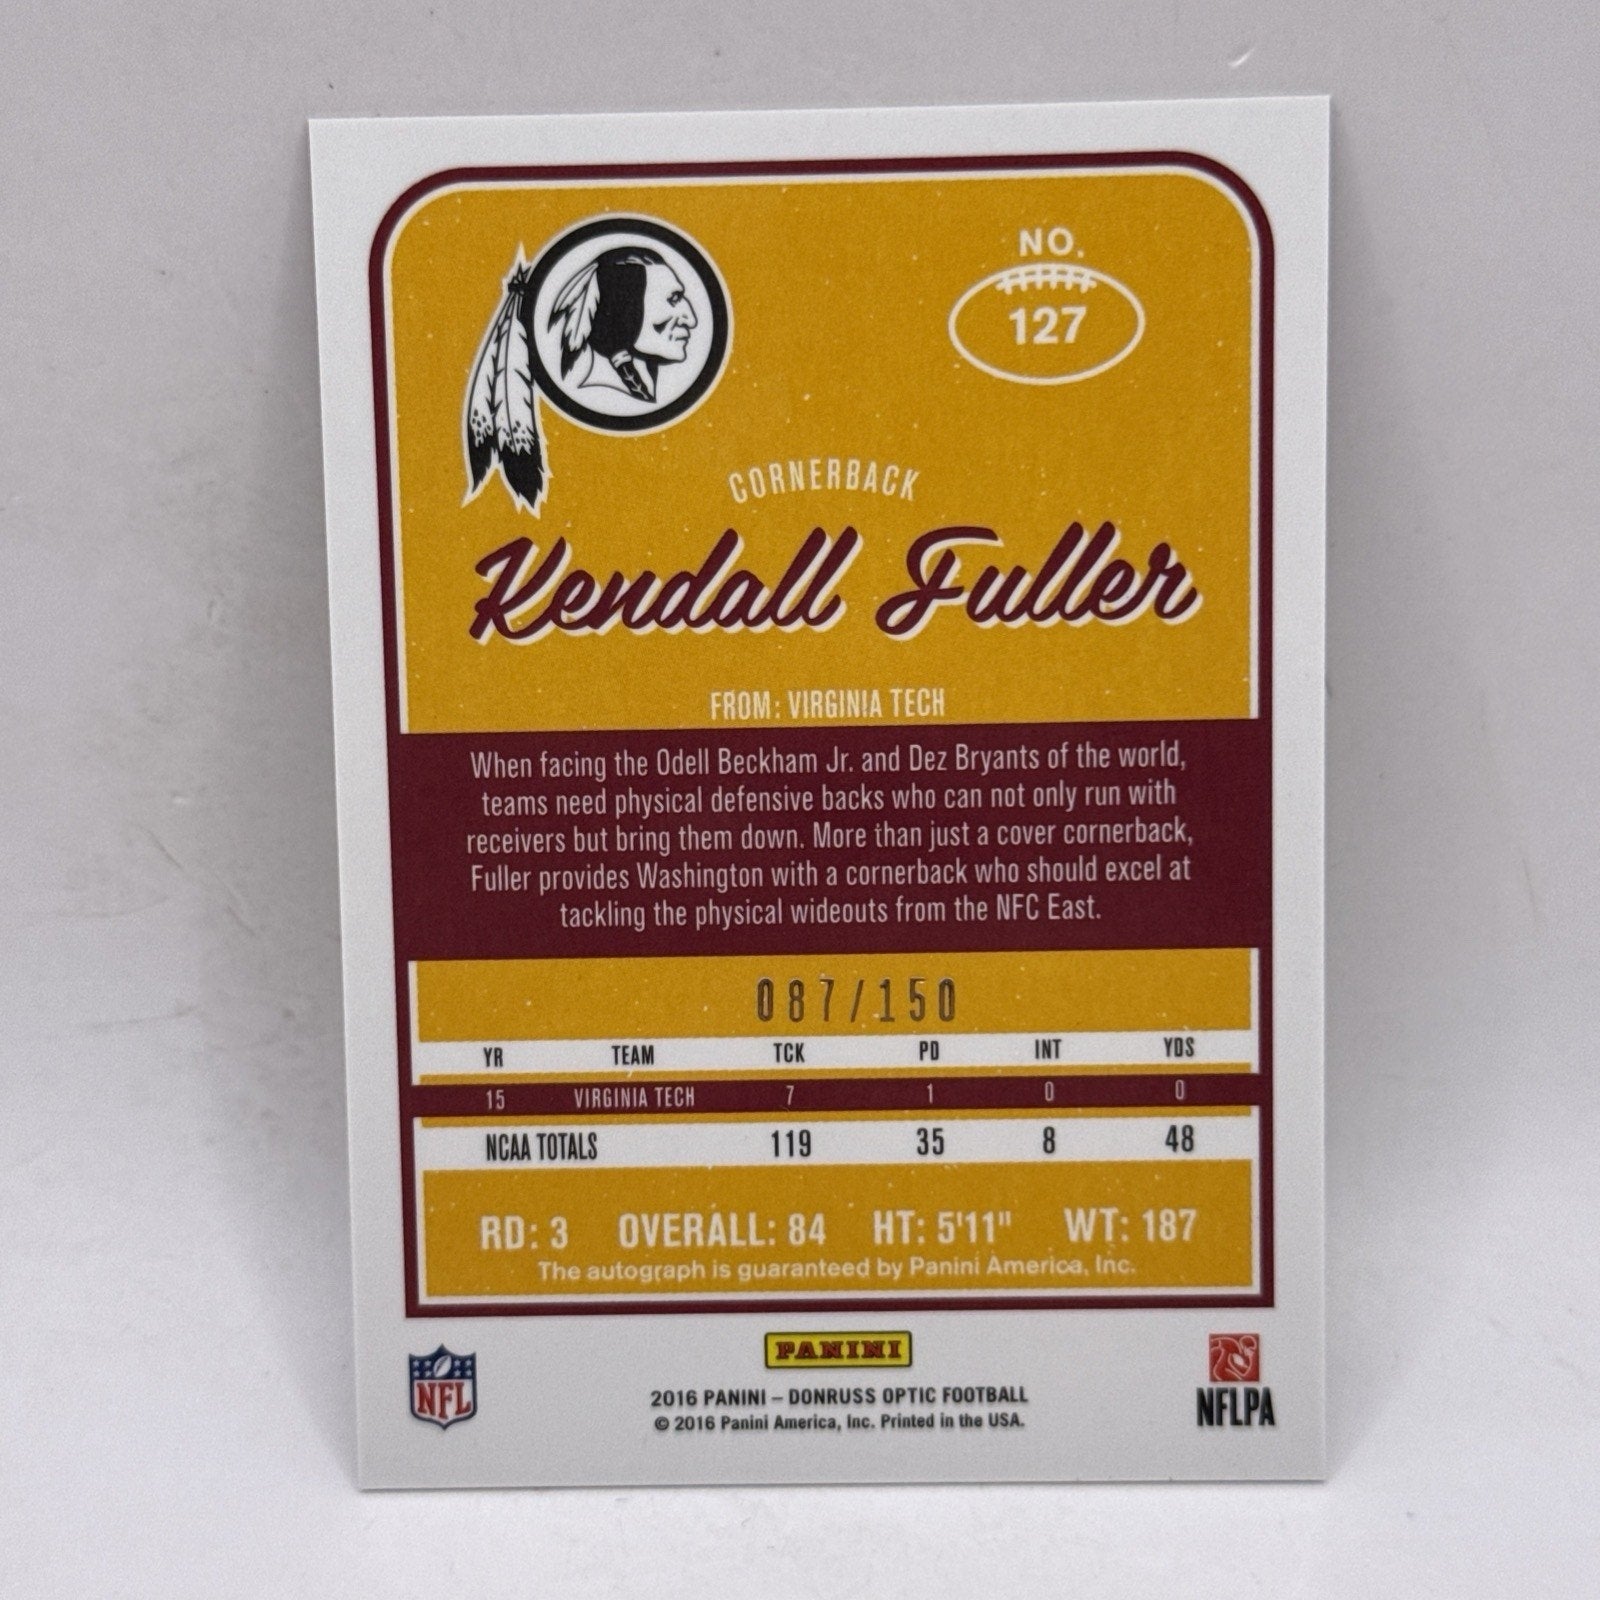 NO.
127
CORNERBACK
Kendall Fuller
FROM: VIRGINIA TECH
When facing the Odell Beckham Jr. and Dez Bryants of the world,
teams need physical defensive backs who can not only run with
receivers but bring them down. More than just a cover cornerback,
Fuller provides Washington with a cornerback who should excel at
tackling the physical wideouts from the NFC East.
087/150
YR TEAM TCK PD INT YDS
15 VIRGINIA TECH 7 1 0 0
NCAA TOTALS 119 35 8 48
RD: 3 OVERALL: 84 HT: 5'11" WT: 187
The autograph is guaranteed by Panini America, Inc.
NFL
PANINI
2016 PANINI – DONRUSS OPTIC FOOTBALL
© 2016 Panini America, Inc. Printed in the USA.
NFLPA